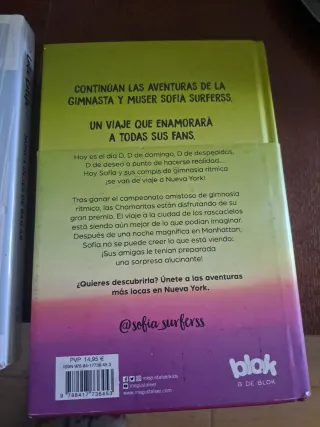 CONTINÚAN LAS AVENTURAS DE LA
GIMNASTA Y MUSER SOFIA SURFERSS.
UN VIAJE QUE ENAMORARÁ
A TODAS SUS FANS.
Hoy es el día D, D de domingo, D de despedidas,
D de deseo a punto de hacerse realidad...
Hoy Sofía y sus compis de gimnasia rítmica
¡se van de viaje a Nueva York!
Tras ganar el campeonato amistoso de gimnasia
rítmica, las Chamaritas están disfrutando de su
gran premio. El viaje a la ciudad de los rascacielos
está siendo aún mejor de lo que podían imaginar.
Después de una noche magnífica en Manhattan,
Sofía no se puede creer lo que está viendo:
¡Sus amigas le tenían preparada
una sorpresa alucinante!
¿Quieres descubrirla? Únete a las aventuras
más locas en Nueva York.
@sofia_surferss
PVP 14,95 €
megustaleer
blok
B DE BLOK